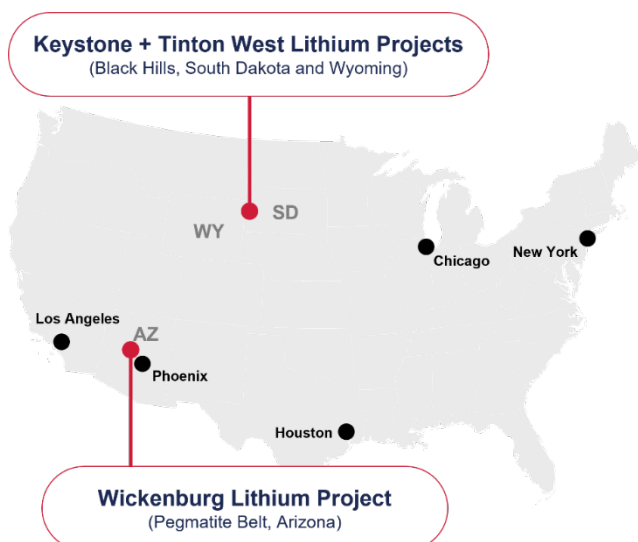 Keystone + Tinton West Lithium Projects
(Black Hills, South Dakota and Wyoming)
SD
WY
New York
Chicago
Los Angeles
AZ
Phoenix
Houston
Wickenburg Lithium Project
(Pegmatite Belt, Arizona)